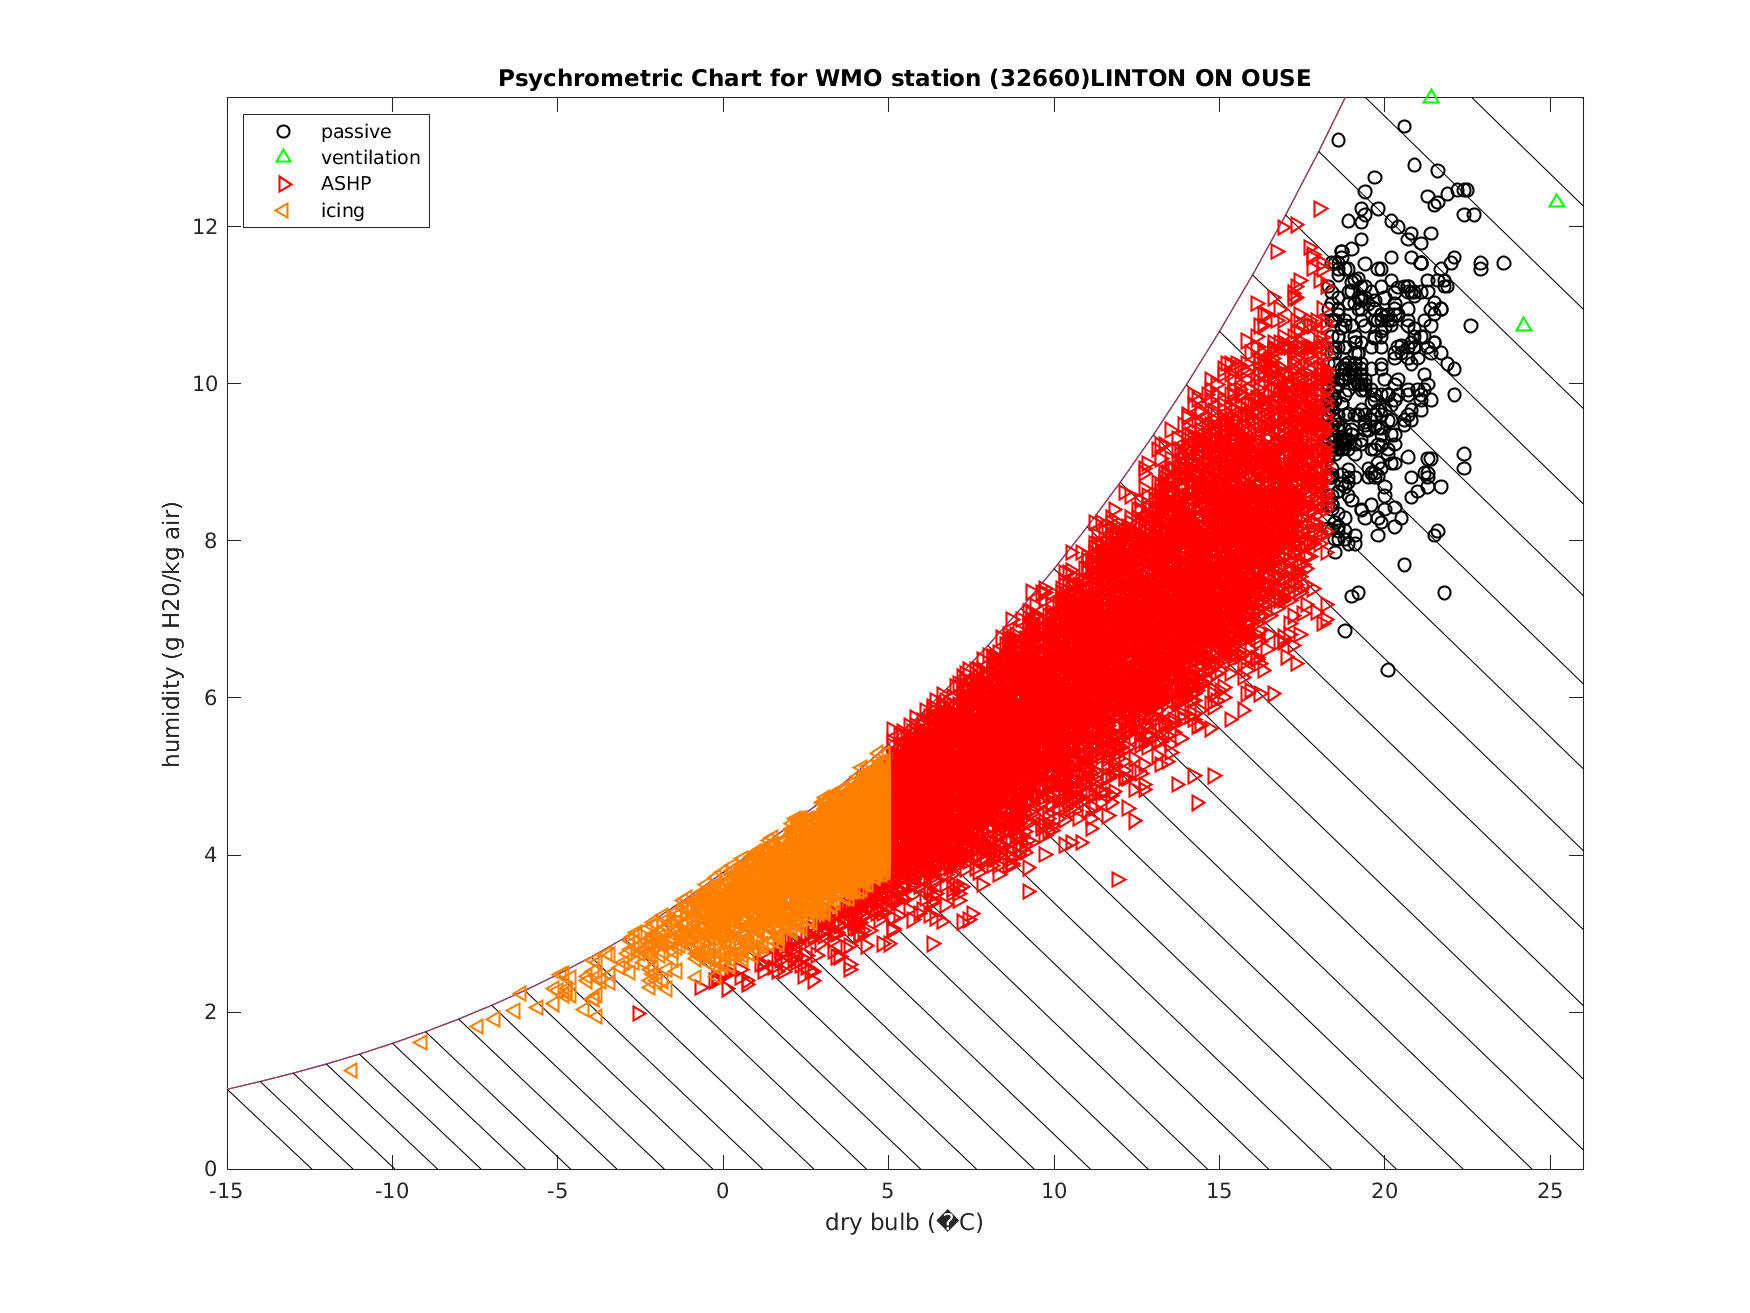 Psychrometric Chart for WMO station (32660)LINTON ON OUSE
passive
ventilation
ASHP
icing
humidity (g H20/kg air)
12
10
8
6
4
2
0
-15 -10 -5 0 5 10 15 20 25
dry bulb (�C)